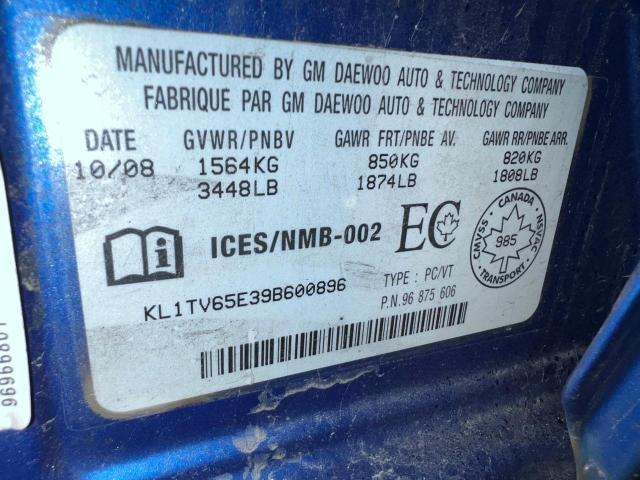 MANUFACTURED BY GM DAEWOO AUTO & TECHNOLOGY COMPANY
FABRIQUE PAR GM DAEWOO AUTO & TECHNOLOGY COMPANY
DATE GVWR/PNBV GAWR FRT/PNBE AV. GAWR RR/PNBE ARR.
10/08 1564KG 850KG 820KG
3448LB 1874LB 1808LB
i ICES/NMB-002 EC
CANADA CMVSS 985 NSVAC TRANSPORT
KL1TV65E39B600896 TYPE : PC/VT
P.N. 96 875 606